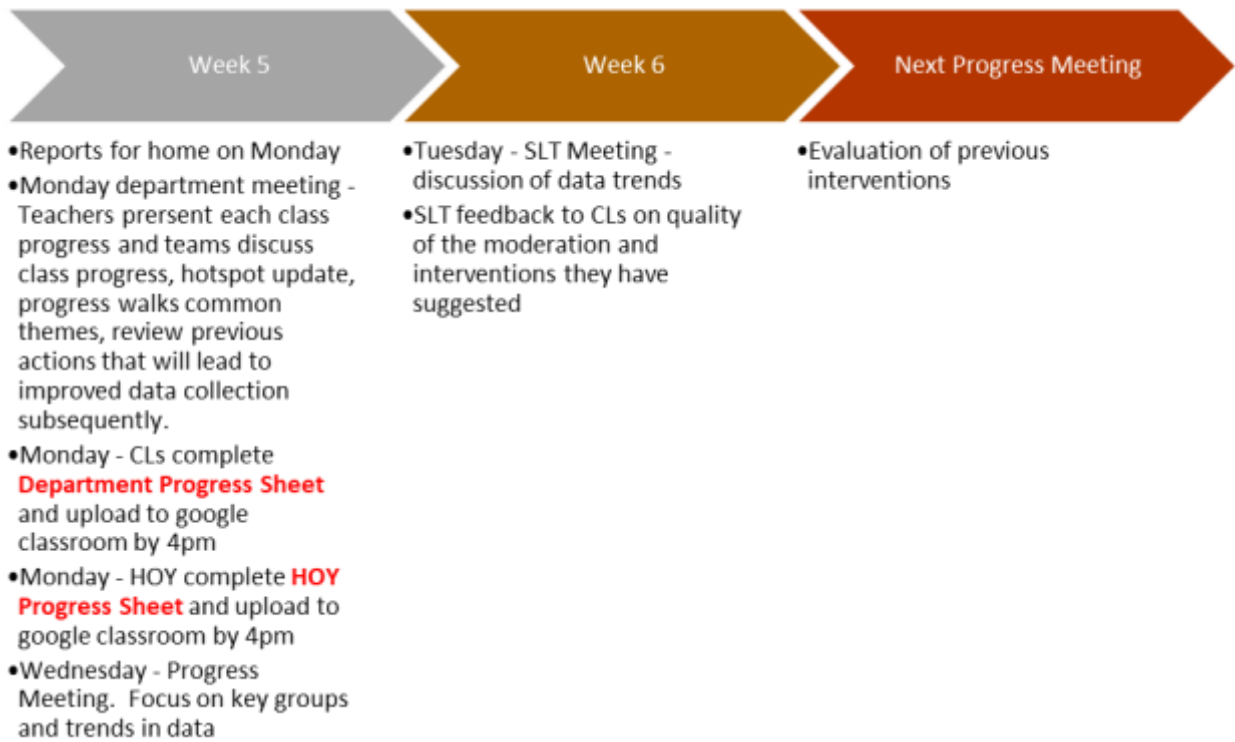 Week 5
Week 6
Next Progress Meeting
•Reports for home on Monday
•Monday department meeting -
Teachers prersent each class
progress and teams discuss
class progress, hotspot update,
progress walks common
themes, review previous
actions that will lead to
improved data collection
subsequently.
•Monday - CLs complete
Department Progress Sheet
and upload to google
classroom by 4pm
•Monday - HOY complete HOY
Progress Sheet and upload to
google classroom by 4pm
•Wednesday - Progress
Meeting.  Focus on key groups
and trends in data
•Tuesday - SLT Meeting -
discussion of data trends
•SLT feedback to CLs on quality
of the moderation and
interventions they have
suggested
•Evaluation of previous
interventions